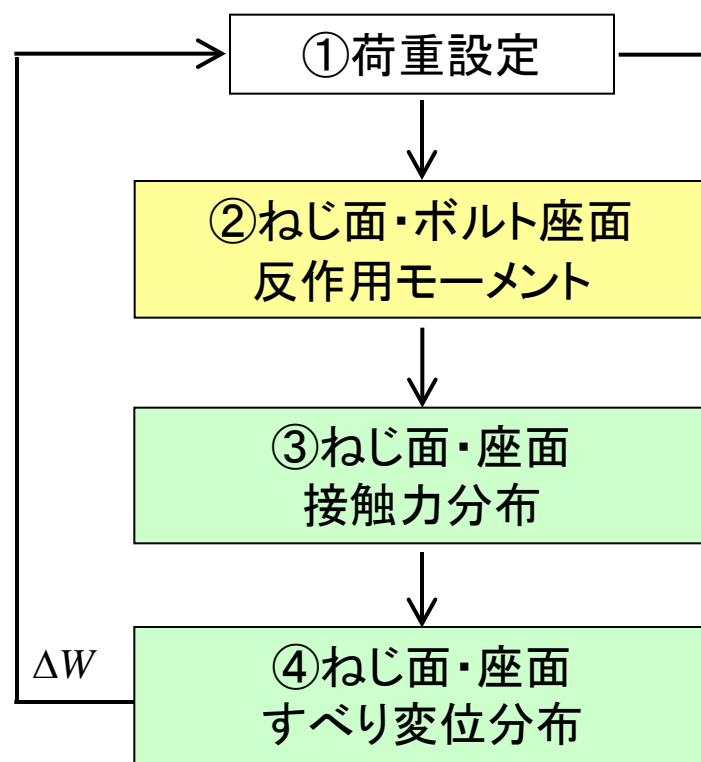 ①荷重設定
②ねじ面・ボルト座面
反作用モーメント
③ねじ面・座面
接触力分布
ΔW
④ねじ面・座面
すべり変位分布